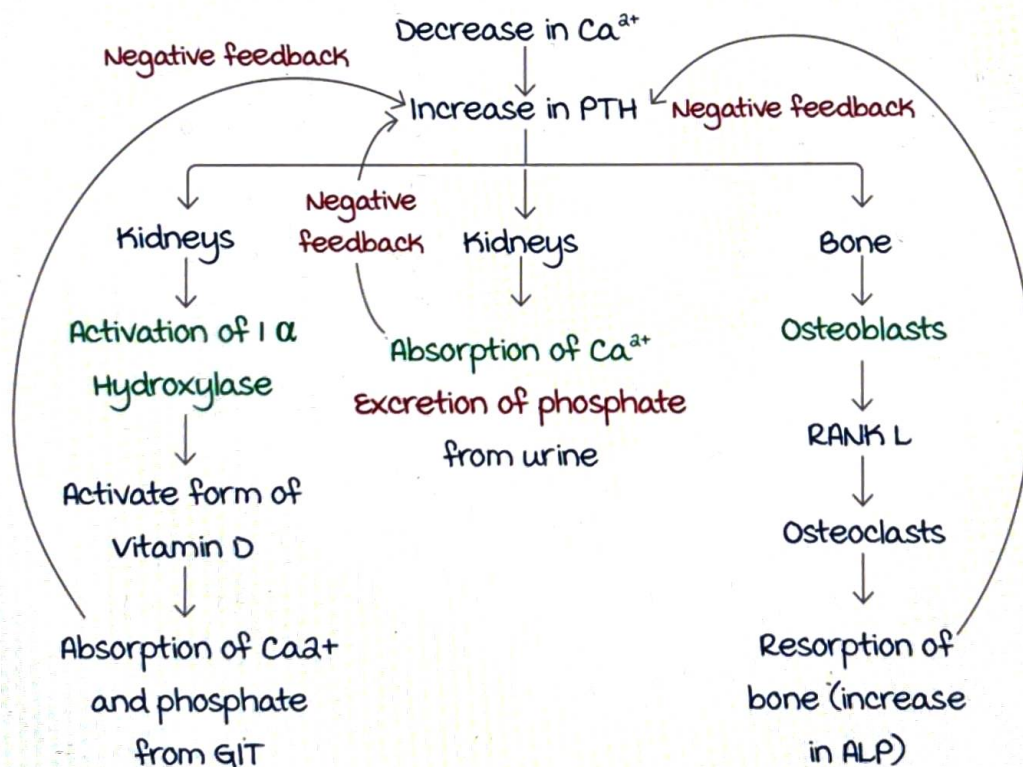 Decrease in Ca²⁺
Negative feedback
Increase in PTH
Negative feedback
Kidneys
Activation of 1 α
Hydroxylase
Activate form of
Vitamin D
Absorption of Ca2+
and phosphate
from GIT
Negative
feedback
Kidneys
Absorption of Ca²⁺
Excretion of phosphate
from urine
Bone
Osteoblasts
RANK L
Osteoclasts
Resorption of
bone (increase
in ALP)